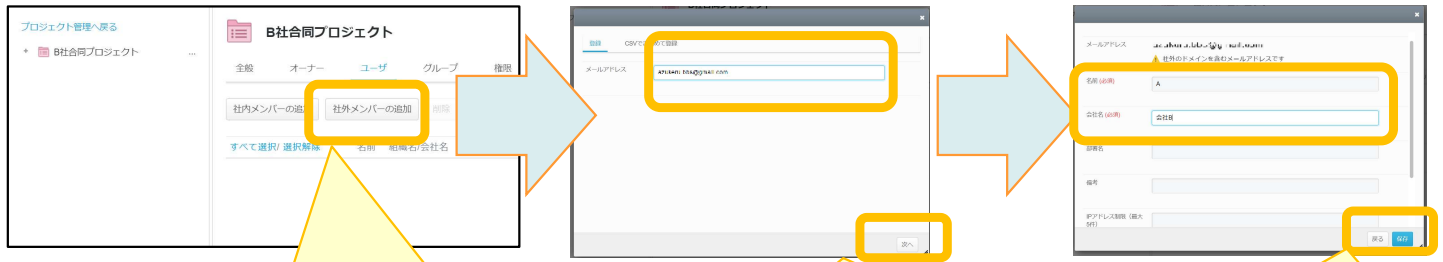 プロジェクト管理へ戻る
B社合同プロジェクト
...
B社合同プロジェクト
全般 オーナー ユーザ グループ 権限
社内メンバーの追加 社外メンバーの追加 削除
すべて選択/ 選択解除 名前 組織名/会社名
登録 CSVでまとめて登録
メールアドレス
次へ
メールアドレス
社外のドメインを含むメールアドレスです
名前 (必須) A
会社名 (必須) 会社B
部署名
備考
IPアドレス制限 (最大
5件)
戻る 保存